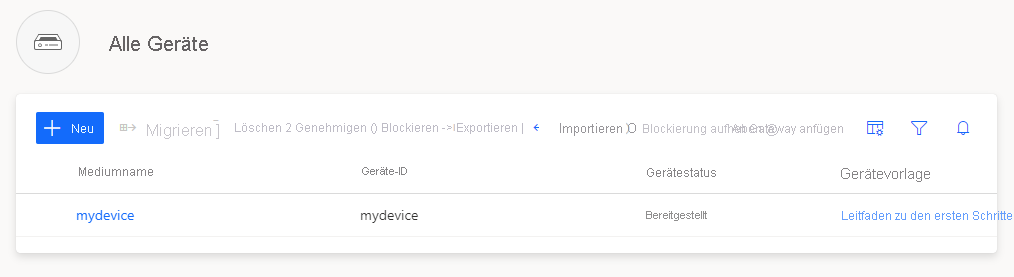 Alle Geräte
Neu Migrieren Löschen 2 Genehmigen () Blockieren -> Exportieren | Importieren Blockierung aufheben An Gateway anfügen
Mediumname Geräte-ID Gerätestatus Gerätevorlage
mydevice mydevice Bereitgestellt Leitfaden zu den ersten Schritte